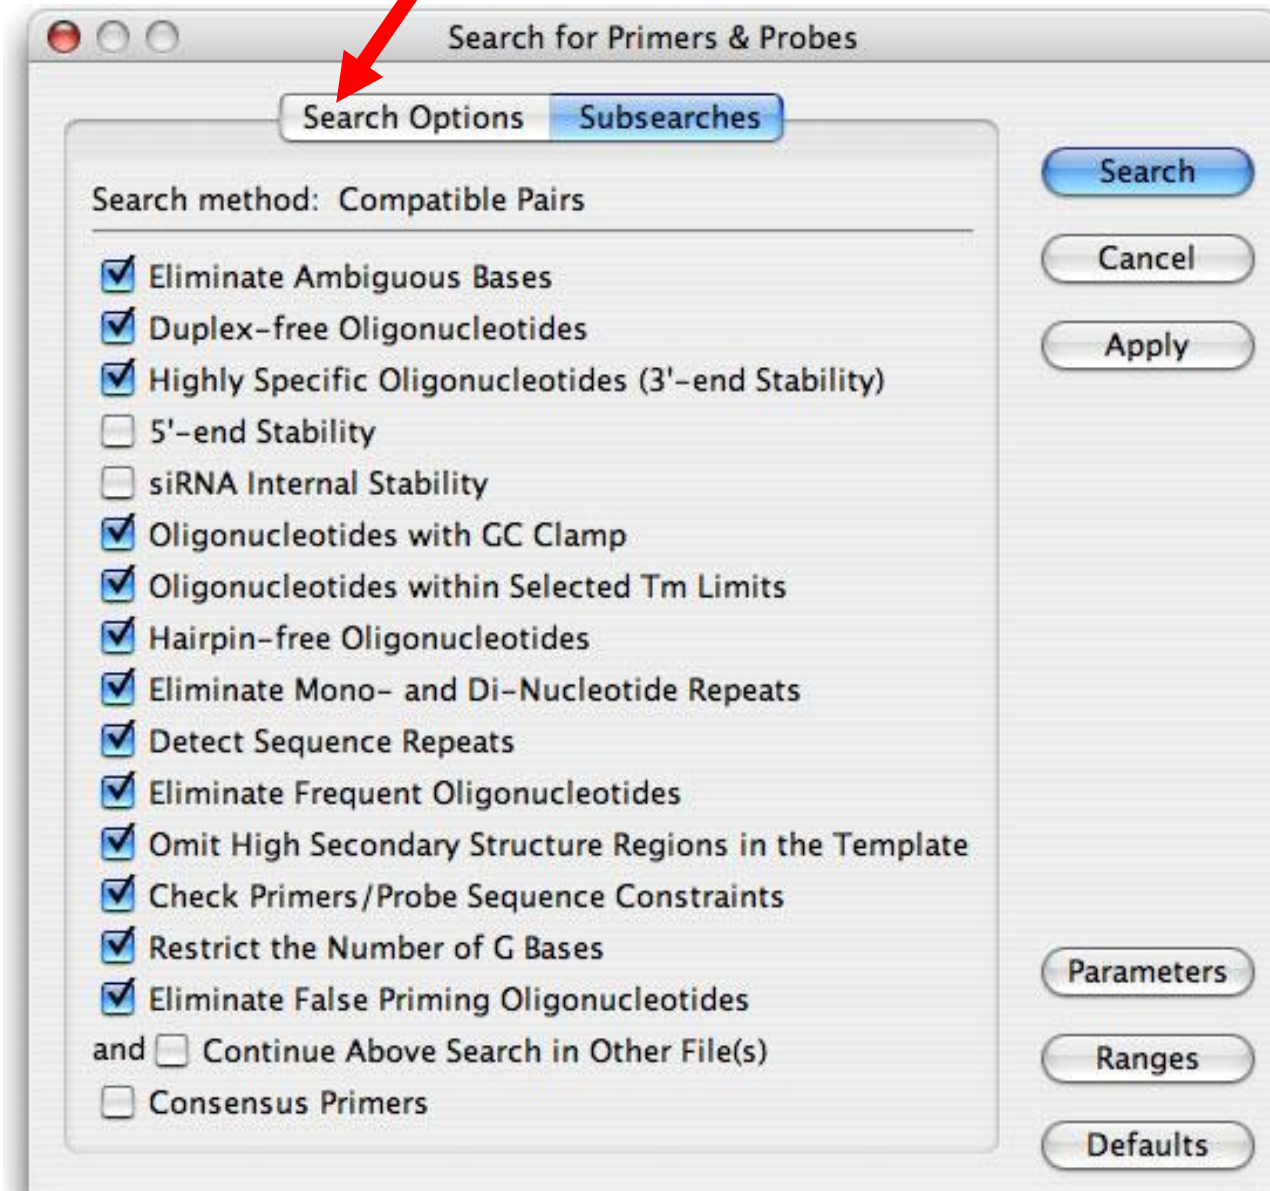 Search for Primers & Probes
Search Options Subsearches
Search
Search method: Compatible Pairs
Cancel
Eliminate Ambiguous Bases
Duplex-free Oligonucleotides
Apply
Highly Specific Oligonucleotides (3'-end Stability)
5'-end Stability
siRNA Internal Stability
Oligonucleotides with GC Clamp
Oligonucleotides within Selected Tm Limits
Hairpin-free Oligonucleotides
Eliminate Mono- and Di-Nucleotide Repeats
Detect Sequence Repeats
Eliminate Frequent Oligonucleotides
Omit High Secondary Structure Regions in the Template
Check Primers/Probe Sequence Constraints
Restrict the Number of G Bases
Parameters
Eliminate False Priming Oligonucleotides
and Continue Above Search in Other File(s)
Ranges
Consensus Primers
Defaults